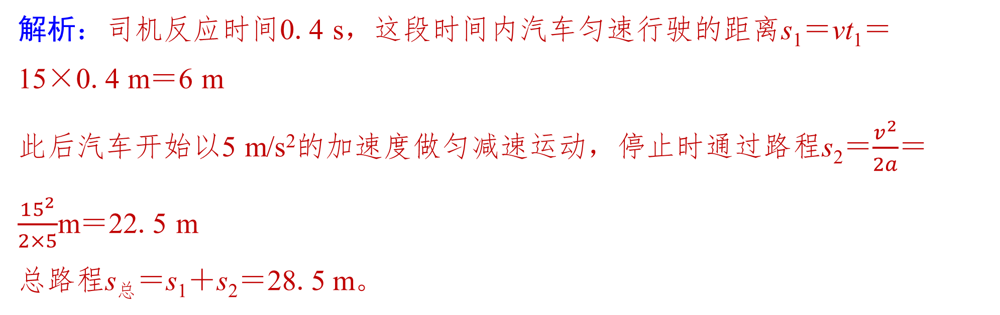 解析：司机反应时间0. 4 s，这段时间内汽车匀速行驶的距离s₁＝vt₁＝
15×0. 4 m＝6 m
此后汽车开始以5 m/s²的加速度做匀减速运动，停止时通过路程s₂＝v²/2a＝
15²/2×5 m＝22. 5 m
总路程s总＝s₁＋s₂＝28. 5 m。